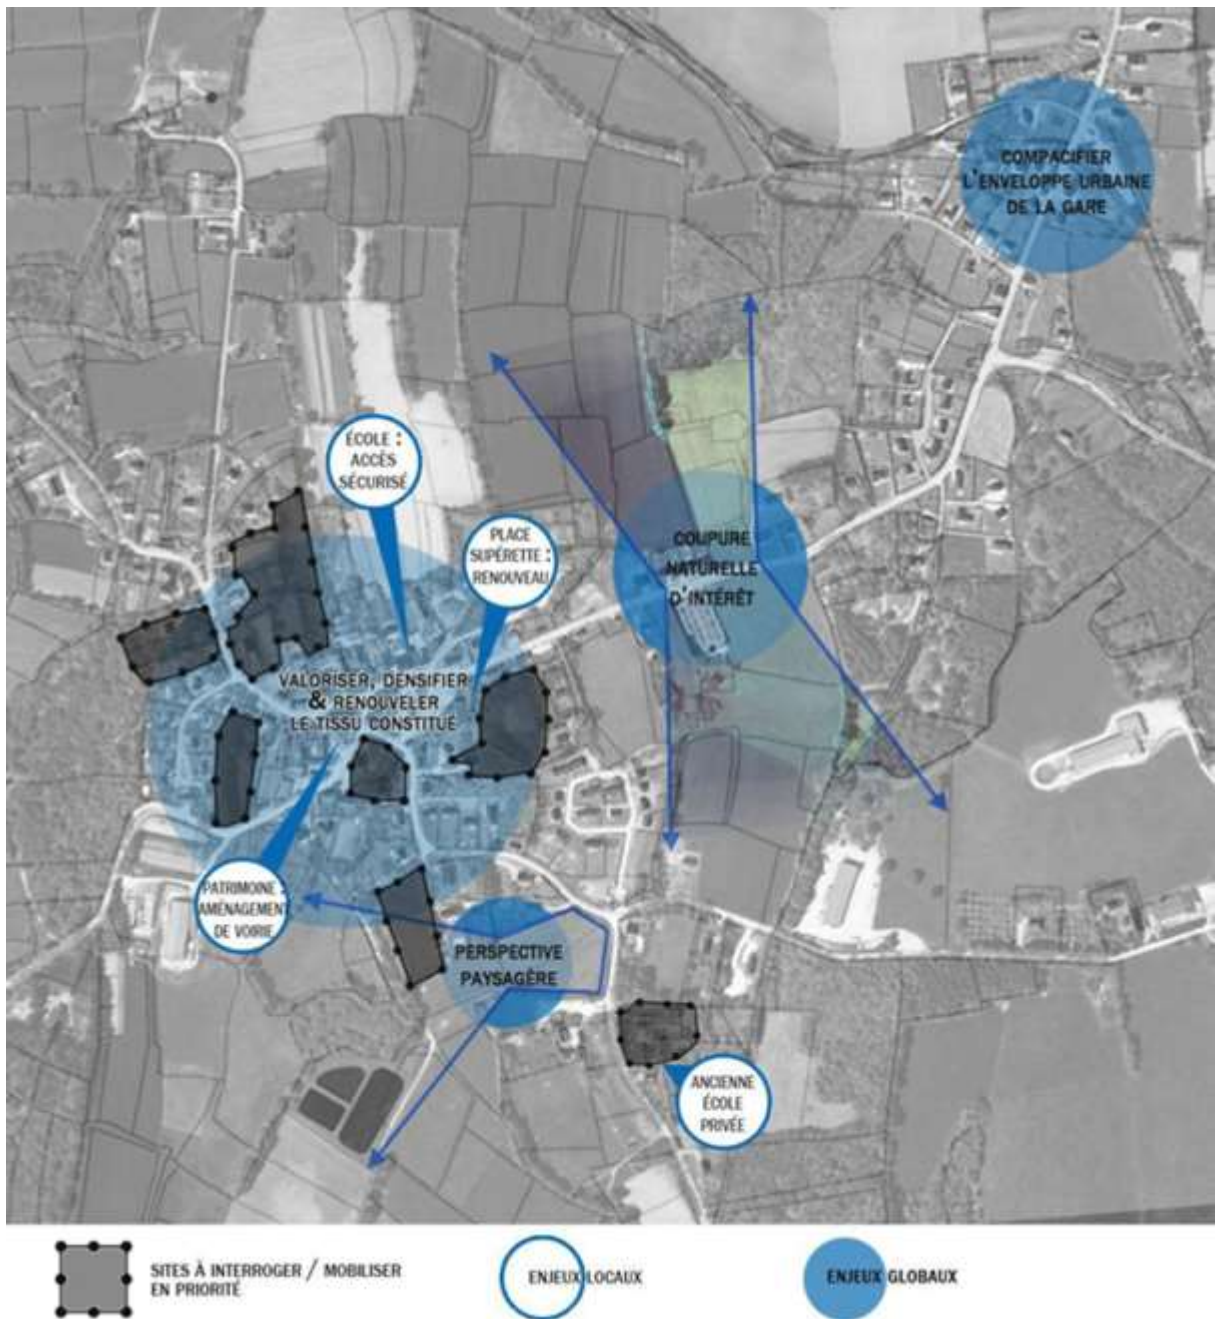 COMPACIFIER
L'ENVELOPPE URBAINE
DE LA GARE
ÉCOLE :
ACCÈS
SÉCURISÉ
PLACE
SUPÉRETTE :
RENOUVEAU
COUPURE
NATURELLE
D'INTÉRÊT
VALORISER, DENSIFIER
& RENOUVELER
LE TISSU CONSTITUÉ
PATRIMOINE :
AMÉNAGEMENT
DE VOIRIE
PERSPECTIVE
PAYSAGÈRE
ANCIENNE
ÉCOLE
PRIVÉE
SITES À INTERROGER / MOBILISER
EN PRIORITÉ
ENJEUX LOCAUX
ENJEUX GLOBAUX